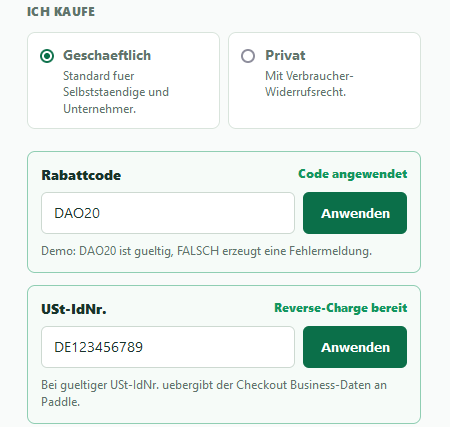 ICH KAUFE
Geschaeftlich
Standard fuer
Selbststaendige und
Unternehmer.
Privat
Mit Verbraucher-
Widerrufsrecht.
Rabattcode
Code angewendet
DAO20
Anwenden
Demo: DAO20 ist gueltig, FALSCH erzeugt eine Fehlermeldung.
USt-IdNr.
Reverse-Charge bereit
DE123456789
Anwenden
Bei gueltiger USt-IdNr. uebergibt der Checkout Business-Daten an
Paddle.